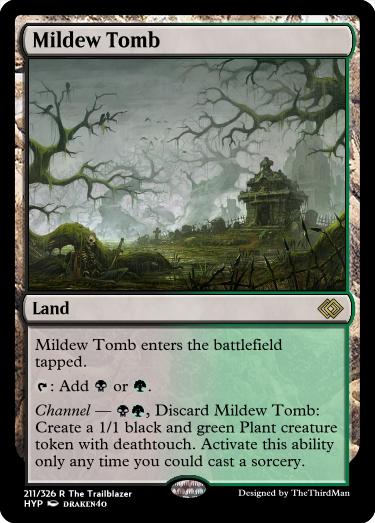 Mildew Tomb
Land
Mildew Tomb enters the battlefield
tapped.
: Add or .
Channel — , Discard Mildew Tomb:
Create a 1/1 black and green Plant creature
token with deathtouch. Activate this ability
only any time you could cast a sorcery.
211/326 R The Trailblazer
Designed by TheThirdMan
HYP DRAKEN40